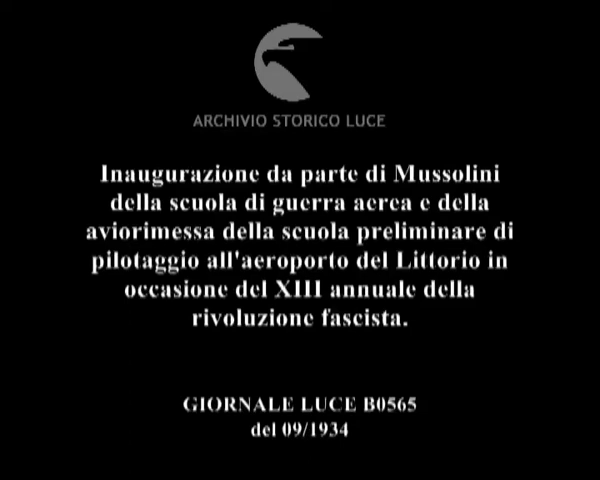 ARCHIVIO STORICO LUCE
Inaugurazione da parte di Mussolini
della scuola di guerra aerea e della
aviorimessa della scuola preliminare di
pilotaggio all'aeroporto del Littorio in
occasione del XIII annuale della
rivoluzione fascista.
GIORNALE LUCE B0565
del 09/1934